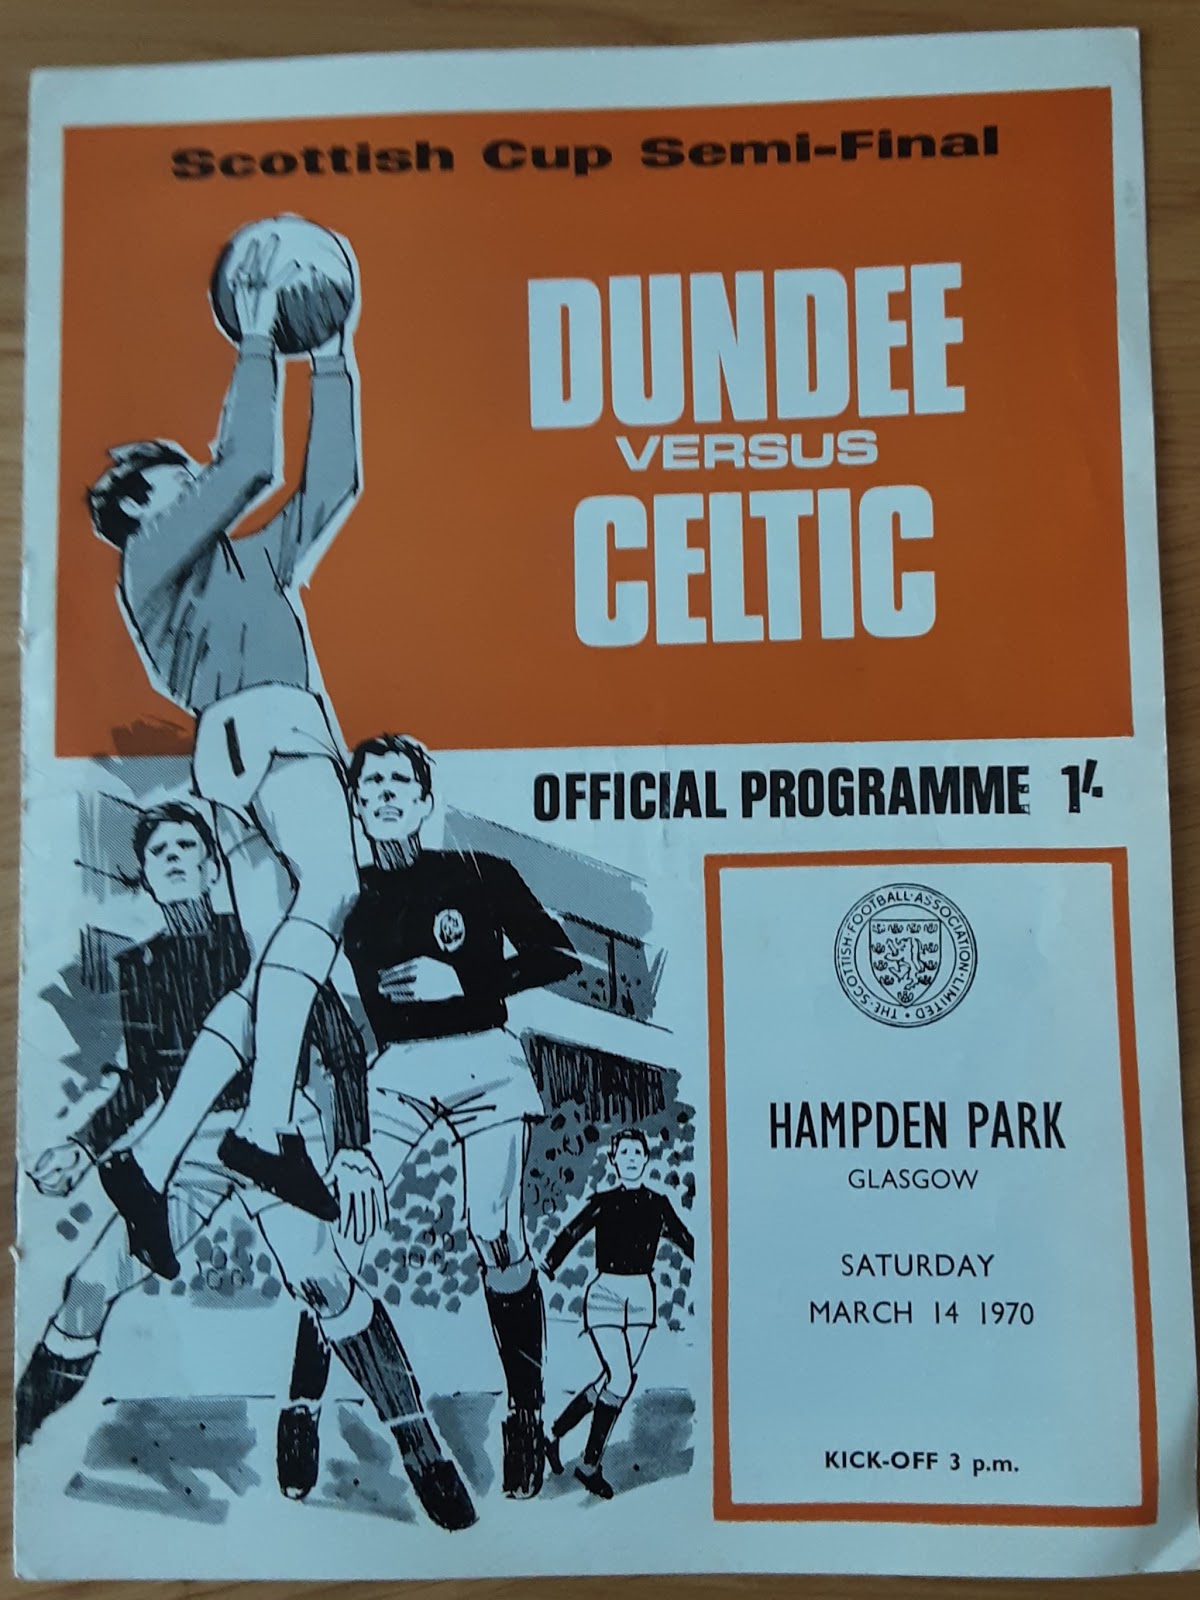 Scottish Cup Semi-Final
DUNDEE
VERSUS
CELTIC
OFFICIAL PROGRAMME 1/-
1
THE·SCOTTISH·FOOTBALL·ASSOCIATION·LIMITED·
HAMPDEN PARK
GLASGOW
SATURDAY
MARCH 14 1970
KICK-OFF 3 p.m.